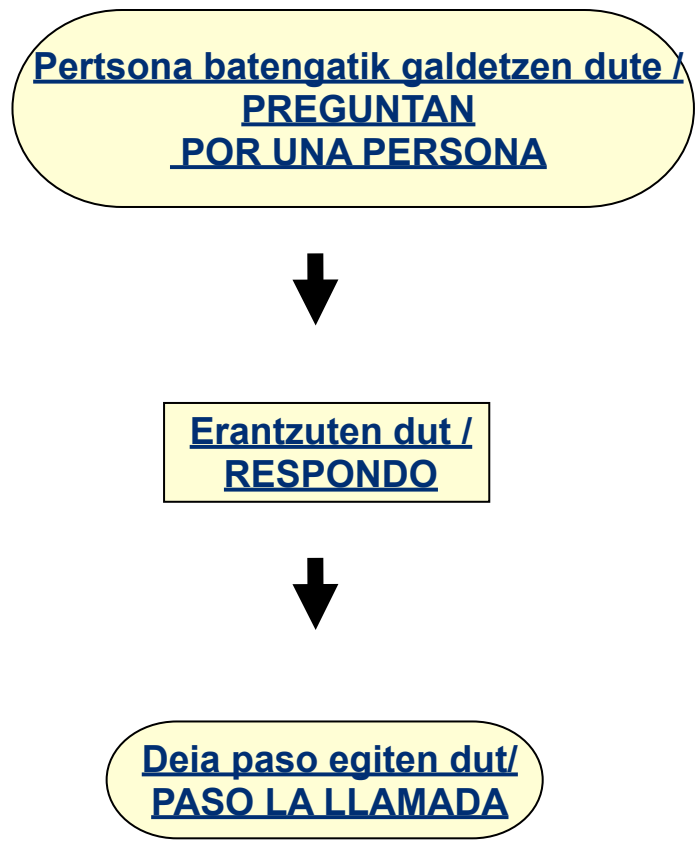 Pertsona batengatik galdetzen dute /
PREGUNTAN
POR UNA PERSONA
Erantzuten dut /
RESPONDO
Deia paso egiten dut/
PASO LA LLAMADA